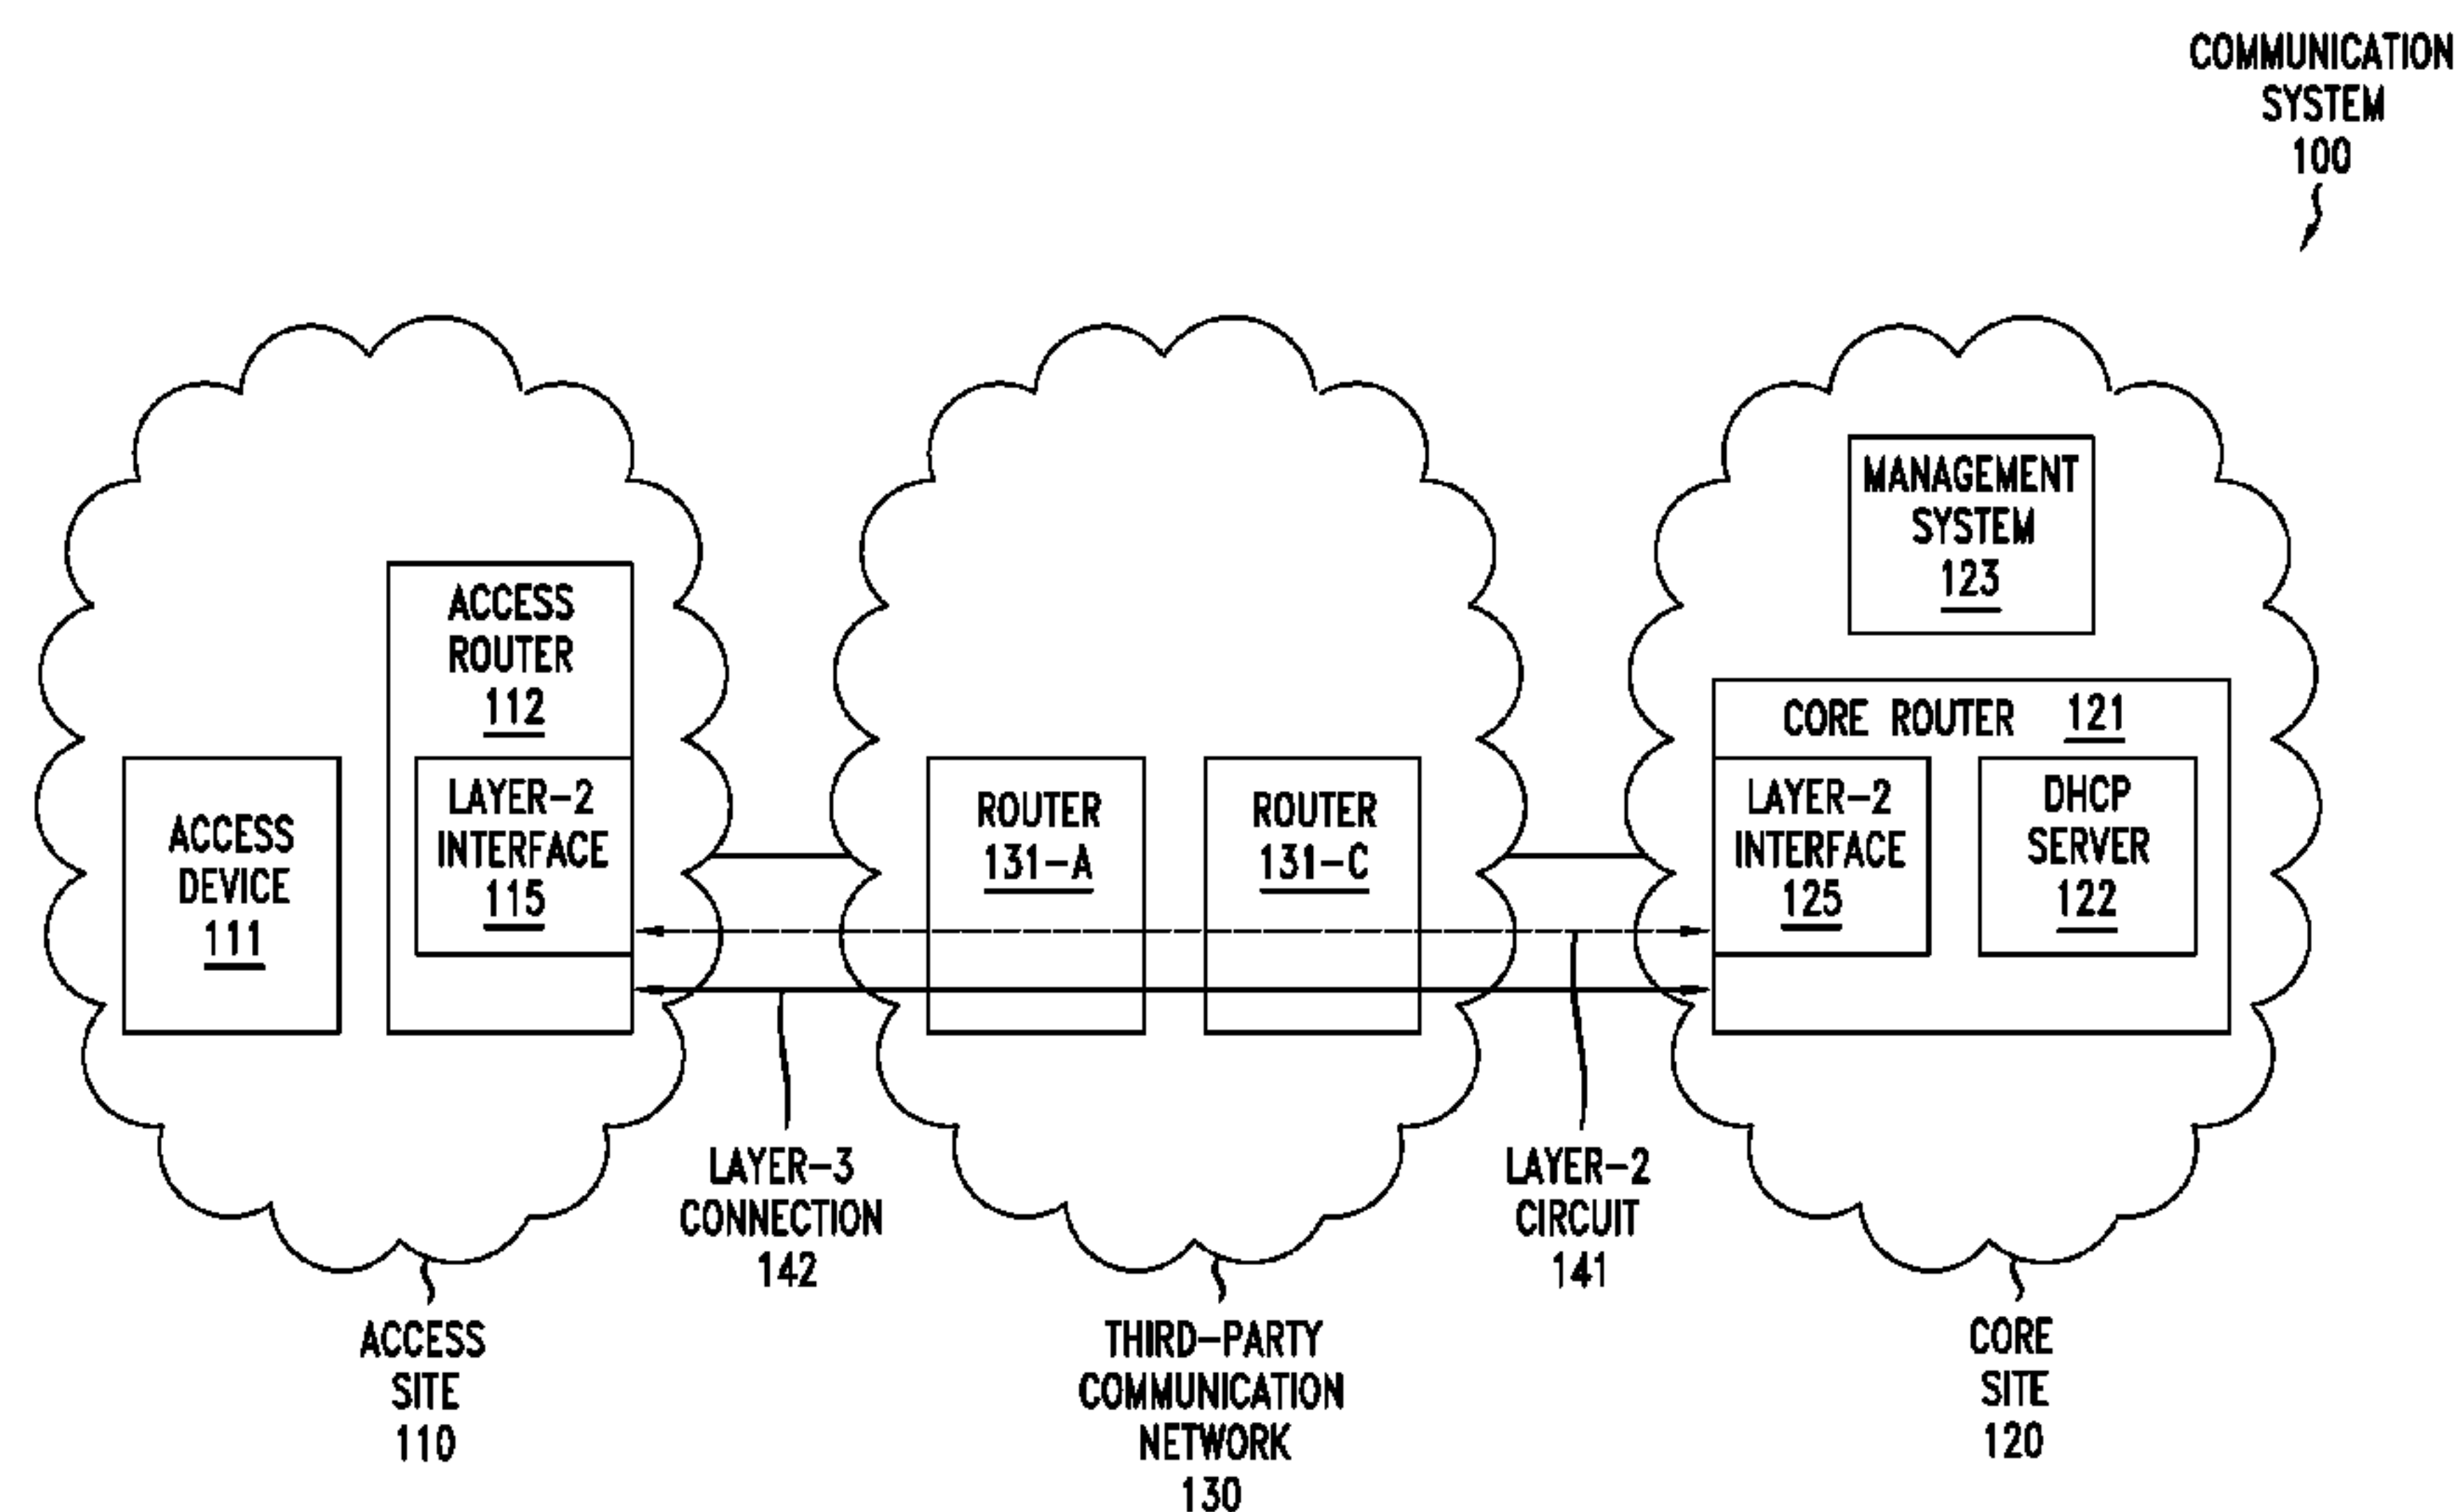 COMMUNICATION
SYSTEM
100
MANAGEMENT
SYSTEM
123
ACCESS
ROUTER
112
LAYER-2
INTERFACE
115
ACCESS
DEVICE
111
ROUTER
131-A
ROUTER
131-C
CORE ROUTER 121
LAYER-2
INTERFACE
125
DHCP
SERVER
122
LAYER-3
CONNECTION
142
LAYER-2
CIRCUIT
141
ACCESS
SITE
110
THIRD-PARTY
COMMUNICATION
NETWORK
130
CORE
SITE
120